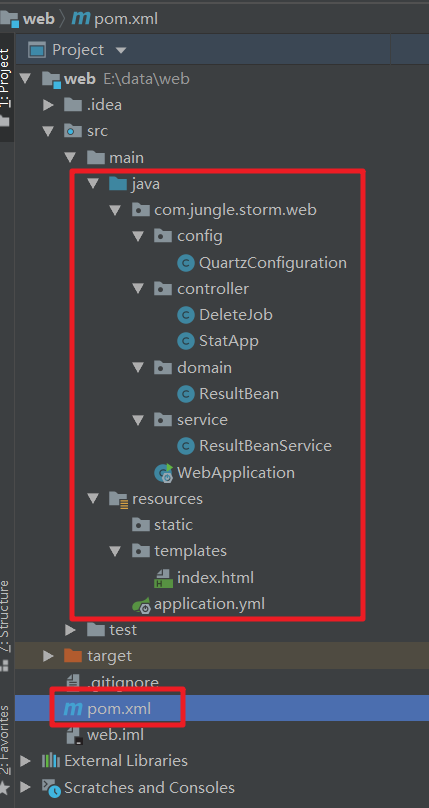 web pom.xml
1: Project
Project
web E:\data\web
.idea
src
main
java
com.jungle.storm.web
config
QuartzConfiguration
controller
DeleteJob
StatApp
domain
ResultBean
service
ResultBeanService
WebApplication
resources
static
templates
index.html
application.yml
test
target
.gitignore
pom.xml
web.iml
External Libraries
Scratches and Consoles
7: Structure
2: Favorites